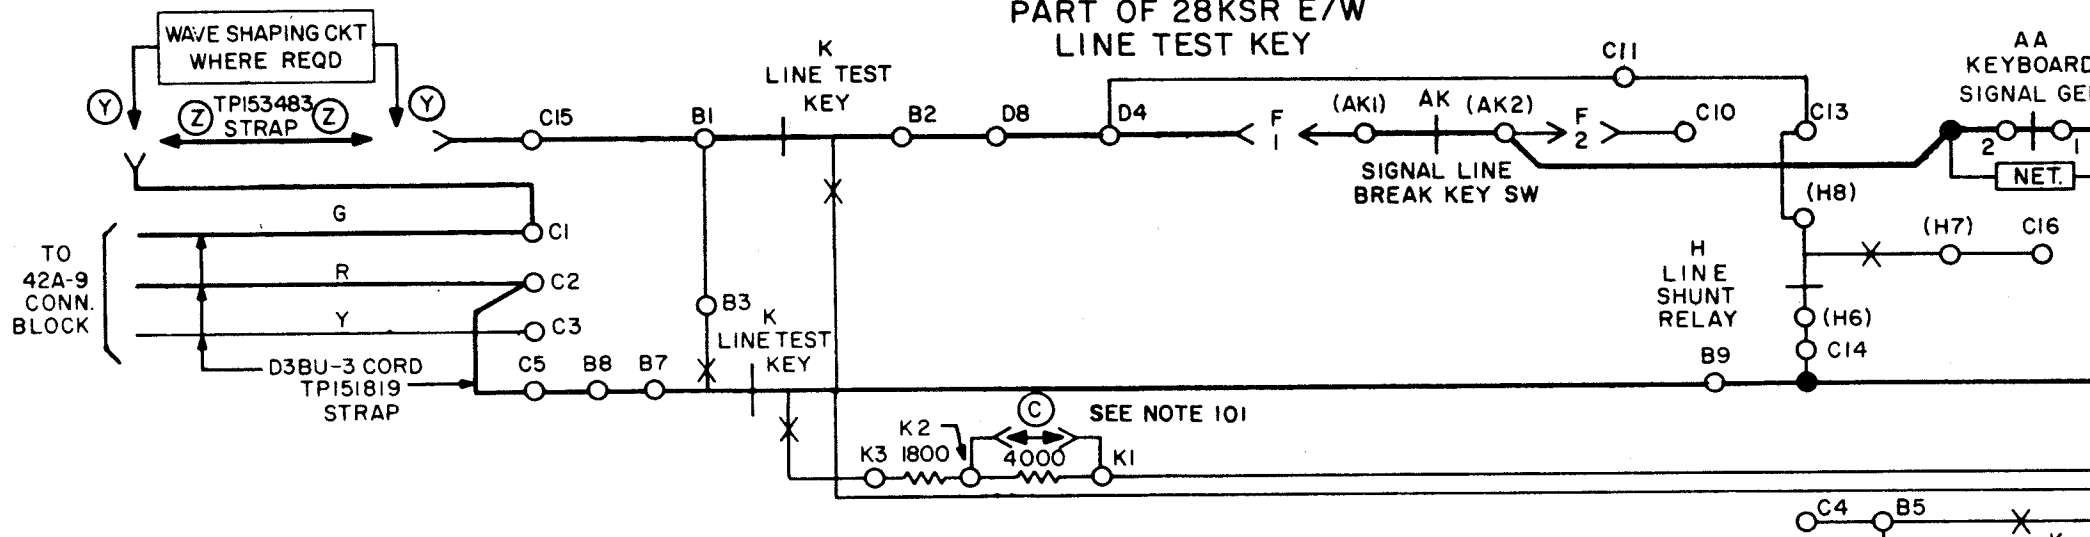 PART OF 28KSR E/W
LINE TEST KEY
WAVE SHAPING CKT
WHERE REQD
Y
Z
TP153483
STRAP
Z
Y
C15
B1
K
LINE TEST
KEY
B2
D8
D4
F
1
(AK1)
AK
(AK2)
F
2
C11
C10
C13
AA
KEYBOARD
SIGNAL GE
2
1
NET.
SIGNAL LINE
BREAK KEY SW
(H8)
(H7)
C16
H
LINE
SHUNT
RELAY
(H6)
C14
B9
G
C1
TO
42A-9
CONN.
BLOCK
R
C2
Y
C3
B3
K
LINE TEST
KEY
D3BU-3 CORD
TP151819
STRAP
C5
B8
B7
C
SEE NOTE 101
K2
K3
1800
4000
K1
C4
B5